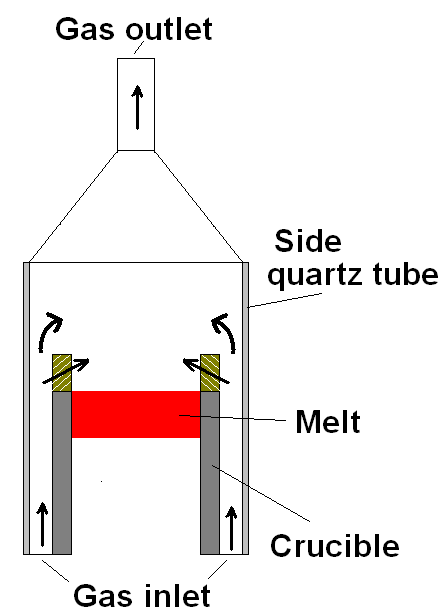 Gas outlet
Side
quartz tube
Melt
Crucible
Gas inlet